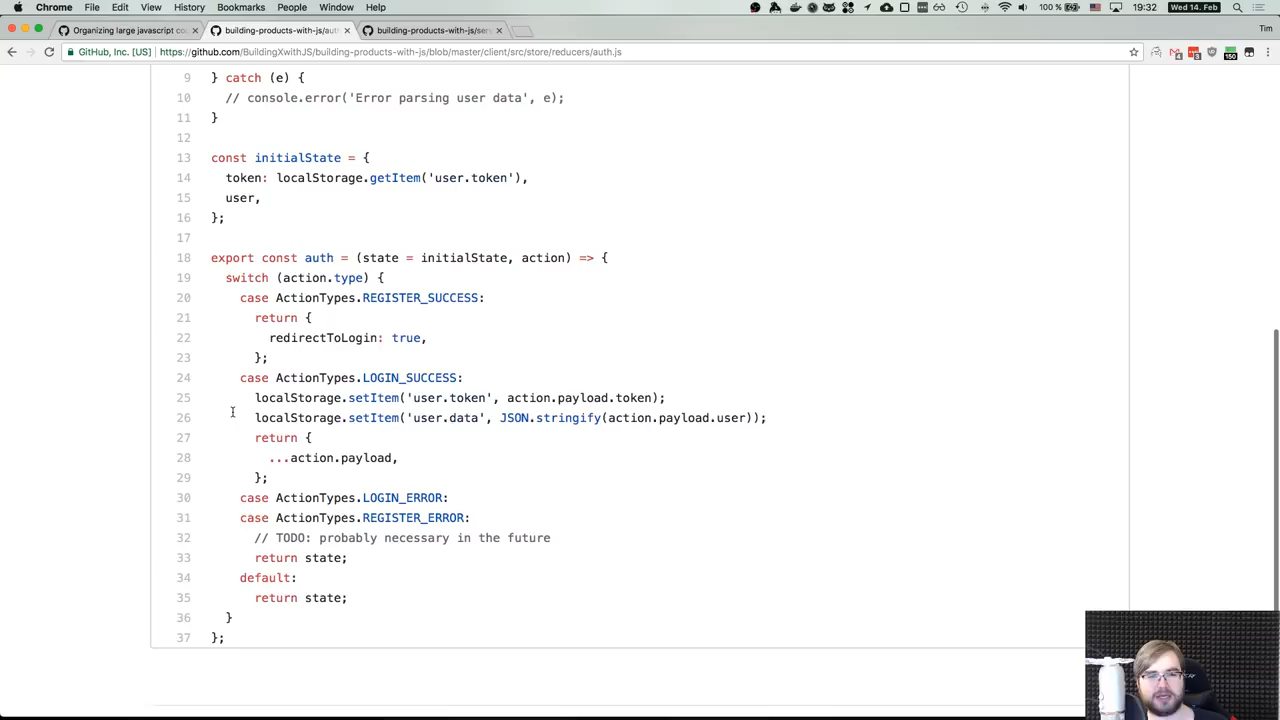 Chrome File Edit View History Bookmarks People Window Help 100 % 19:32 Wed 14. Feb
Organizing large javascript co building-products-with-js/aut building-products-with-js/ser Tim
GitHub, Inc. [US] https://github.com/BuildingXwithJS/building-products-with-js/blob/master/client/src/store/reducers/auth.js
9 } catch (e) {
10 // console.error('Error parsing user data', e);
11 }
12
13 const initialState = {
14 token: localStorage.getItem('user.token'),
15 user,
16 };
17
18 export const auth = (state = initialState, action) => {
19 switch (action.type) {
20 case ActionTypes.REGISTER_SUCCESS:
21 return {
22 redirectToLogin: true,
23 };
24 case ActionTypes.LOGIN_SUCCESS:
25 localStorage.setItem('user.token', action.payload.token);
26 localStorage.setItem('user.data', JSON.stringify(action.payload.user));
27 return {
28 ...action.payload,
29 };
30 case ActionTypes.LOGIN_ERROR:
31 case ActionTypes.REGISTER_ERROR:
32 // TODO: probably necessary in the future
33 return state;
34 default:
35 return state;
36 }
37 };